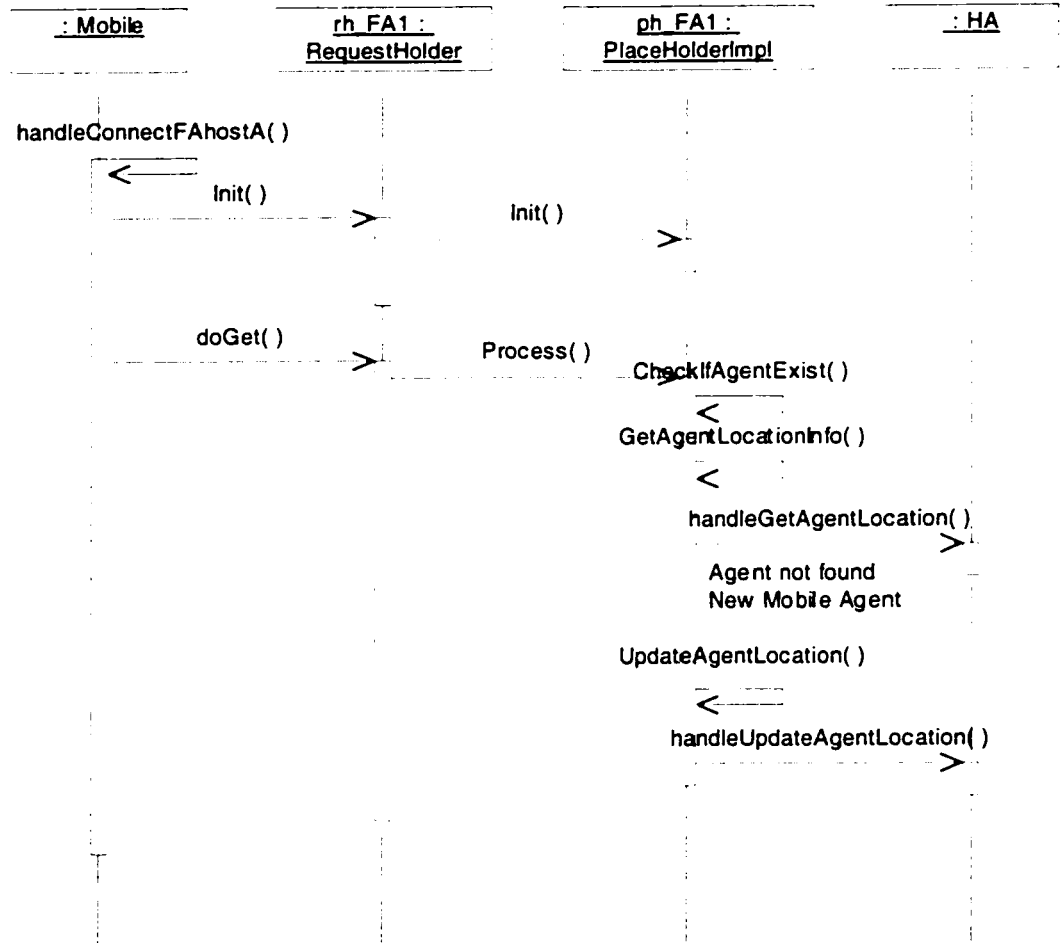 : Mobile
rh_FA1 :
RequestHolder
ph_FA1 :
PlaceHolderImpl
: HA
handleConnectFAhostA( )
Init( )
Init( )
doGet( )
Process( )
CheckIfAgentExist( )
GetAgentLocationInfo( )
handleGetAgentLocation( )
Agent not found
New Mobile Agent
UpdateAgentLocation( )
handleUpdateAgentLocation( )